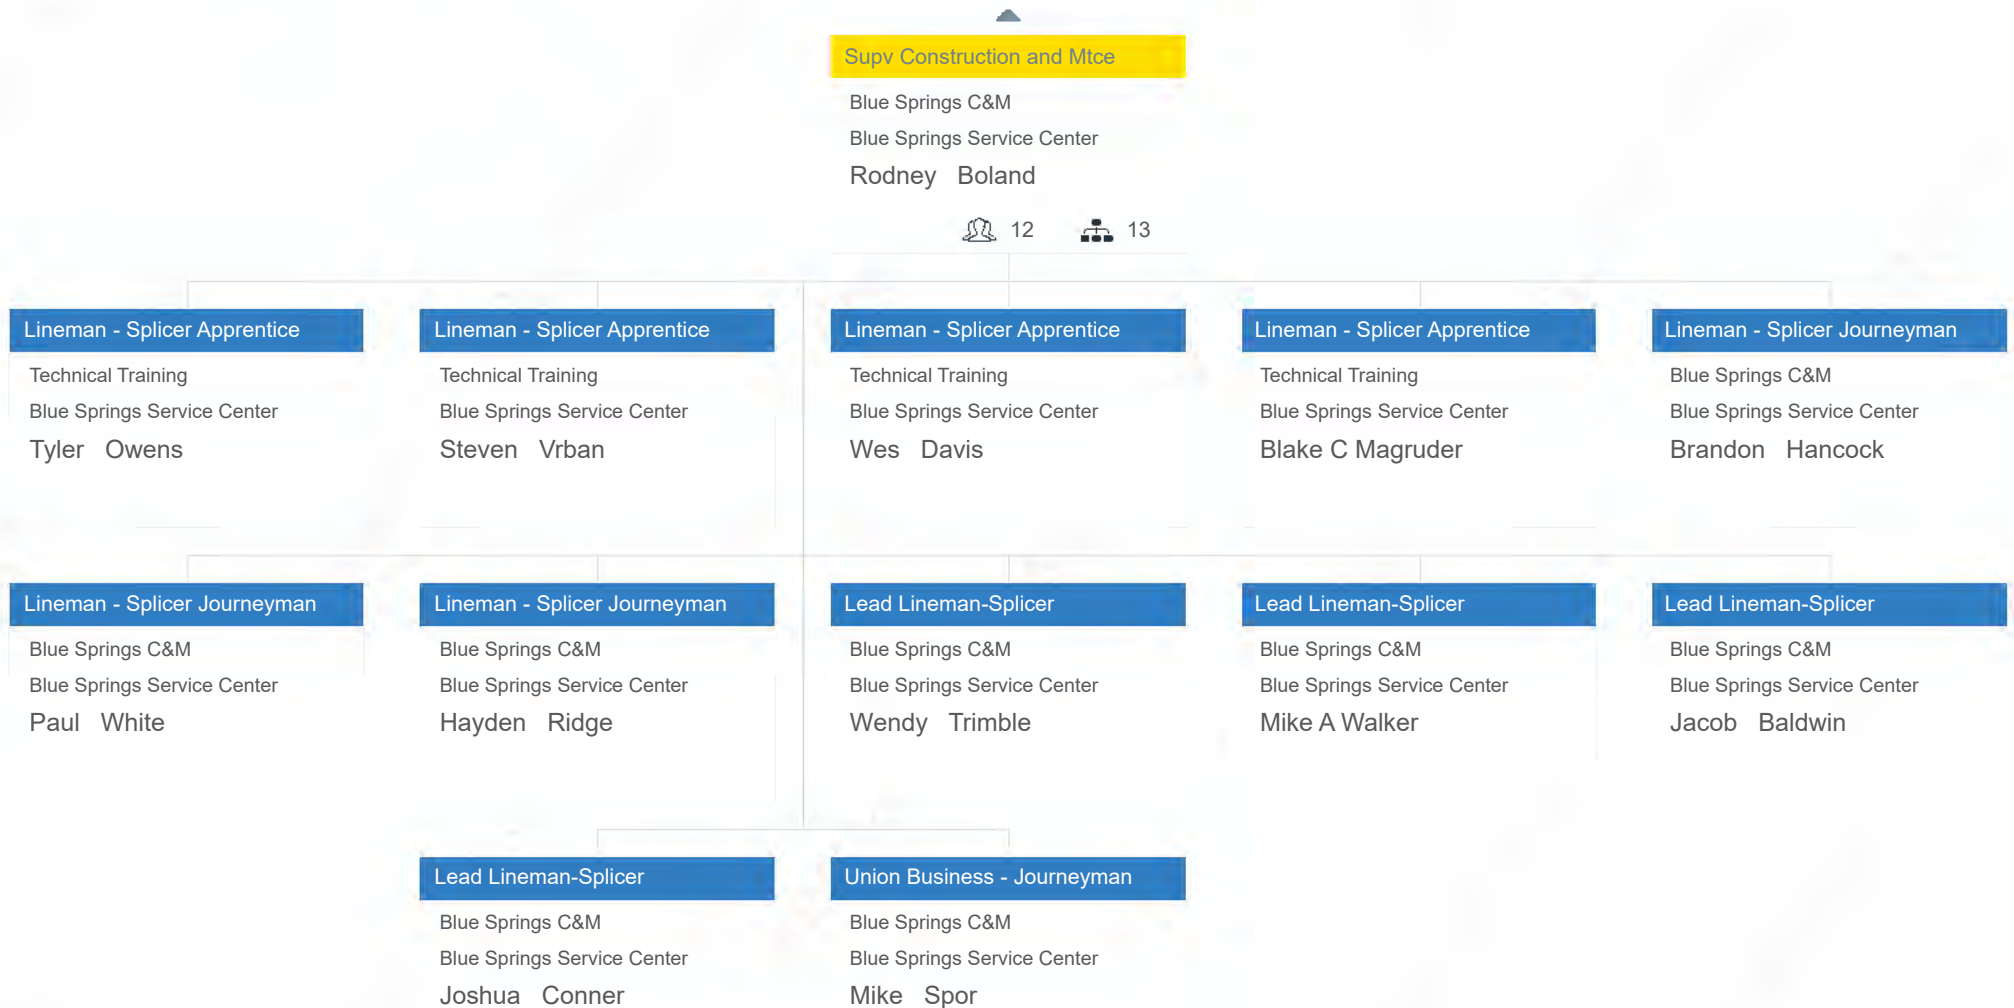 Supv Construction and Mtce
Blue Springs C&M
Blue Springs Service Center
Rodney Boland
12 13
Lineman - Splicer Apprentice
Technical Training
Blue Springs Service Center
Tyler Owens
Lineman - Splicer Apprentice
Technical Training
Blue Springs Service Center
Steven Vrban
Lineman - Splicer Apprentice
Technical Training
Blue Springs Service Center
Wes Davis
Lineman - Splicer Apprentice
Technical Training
Blue Springs Service Center
Blake C Magruder
Lineman - Splicer Journeyman
Blue Springs C&M
Blue Springs Service Center
Brandon Hancock
Lineman - Splicer Journeyman
Blue Springs C&M
Blue Springs Service Center
Paul White
Lineman - Splicer Journeyman
Blue Springs C&M
Blue Springs Service Center
Hayden Ridge
Lead Lineman-Splicer
Blue Springs C&M
Blue Springs Service Center
Wendy Trimble
Lead Lineman-Splicer
Blue Springs C&M
Blue Springs Service Center
Mike A Walker
Lead Lineman-Splicer
Blue Springs C&M
Blue Springs Service Center
Jacob Baldwin
Lead Lineman-Splicer
Blue Springs C&M
Blue Springs Service Center
Joshua Conner
Union Business - Journeyman
Blue Springs C&M
Blue Springs Service Center
Mike Spor